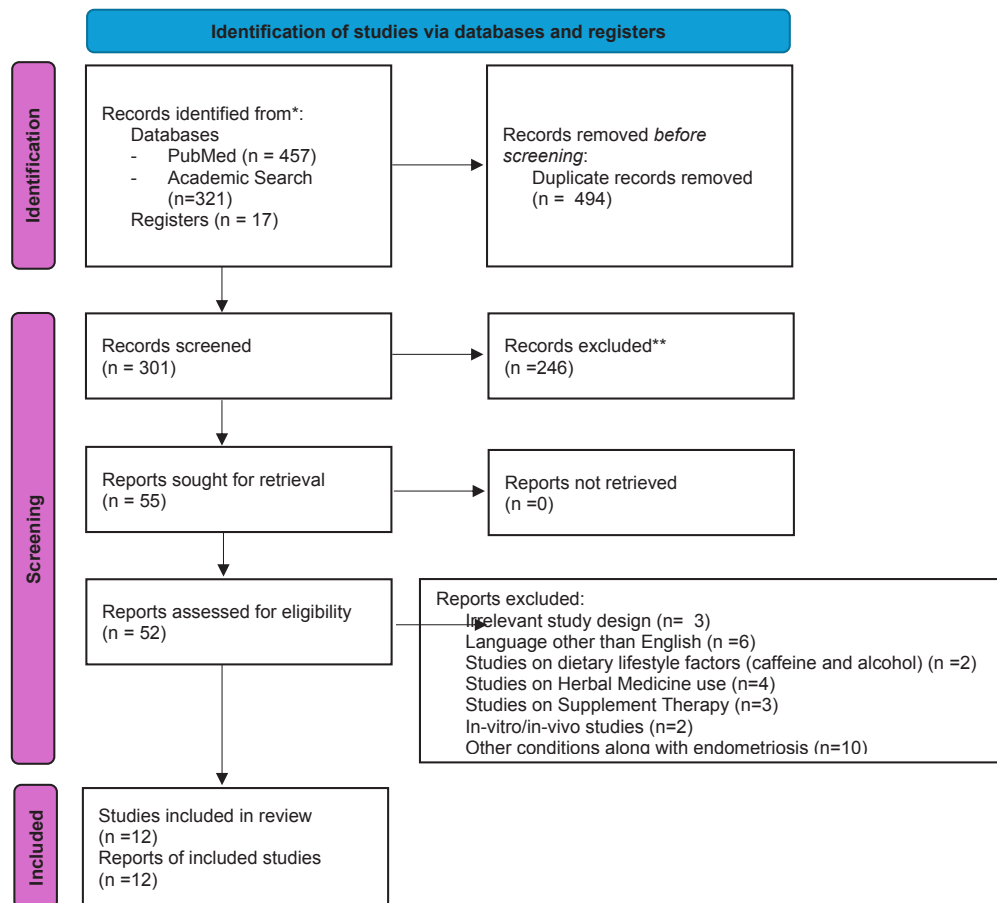 Identification of studies via databases and registers
Identification
Records identified from*:
Databases
- PubMed (n = 457)
- Academic Search
(n=321)
Registers (n = 17)
Records removed before
screening:
Duplicate records removed
(n = 494)
Screening
Records screened
(n = 301)
Records excluded**
(n =246)
Reports sought for retrieval
(n = 55)
Reports not retrieved
(n =0)
Reports assessed for eligibility
(n = 52)
Reports excluded:
Irrelevant study design (n= 3)
Language other than English (n =6)
Studies on dietary lifestyle factors (caffeine and alcohol) (n =2)
Studies on Herbal Medicine use (n=4)
Studies on Supplement Therapy (n=3)
In-vitro/in-vivo studies (n=2)
Other conditions along with endometriosis (n=10)
Included
Studies included in review
(n =12)
Reports of included studies
(n =12)